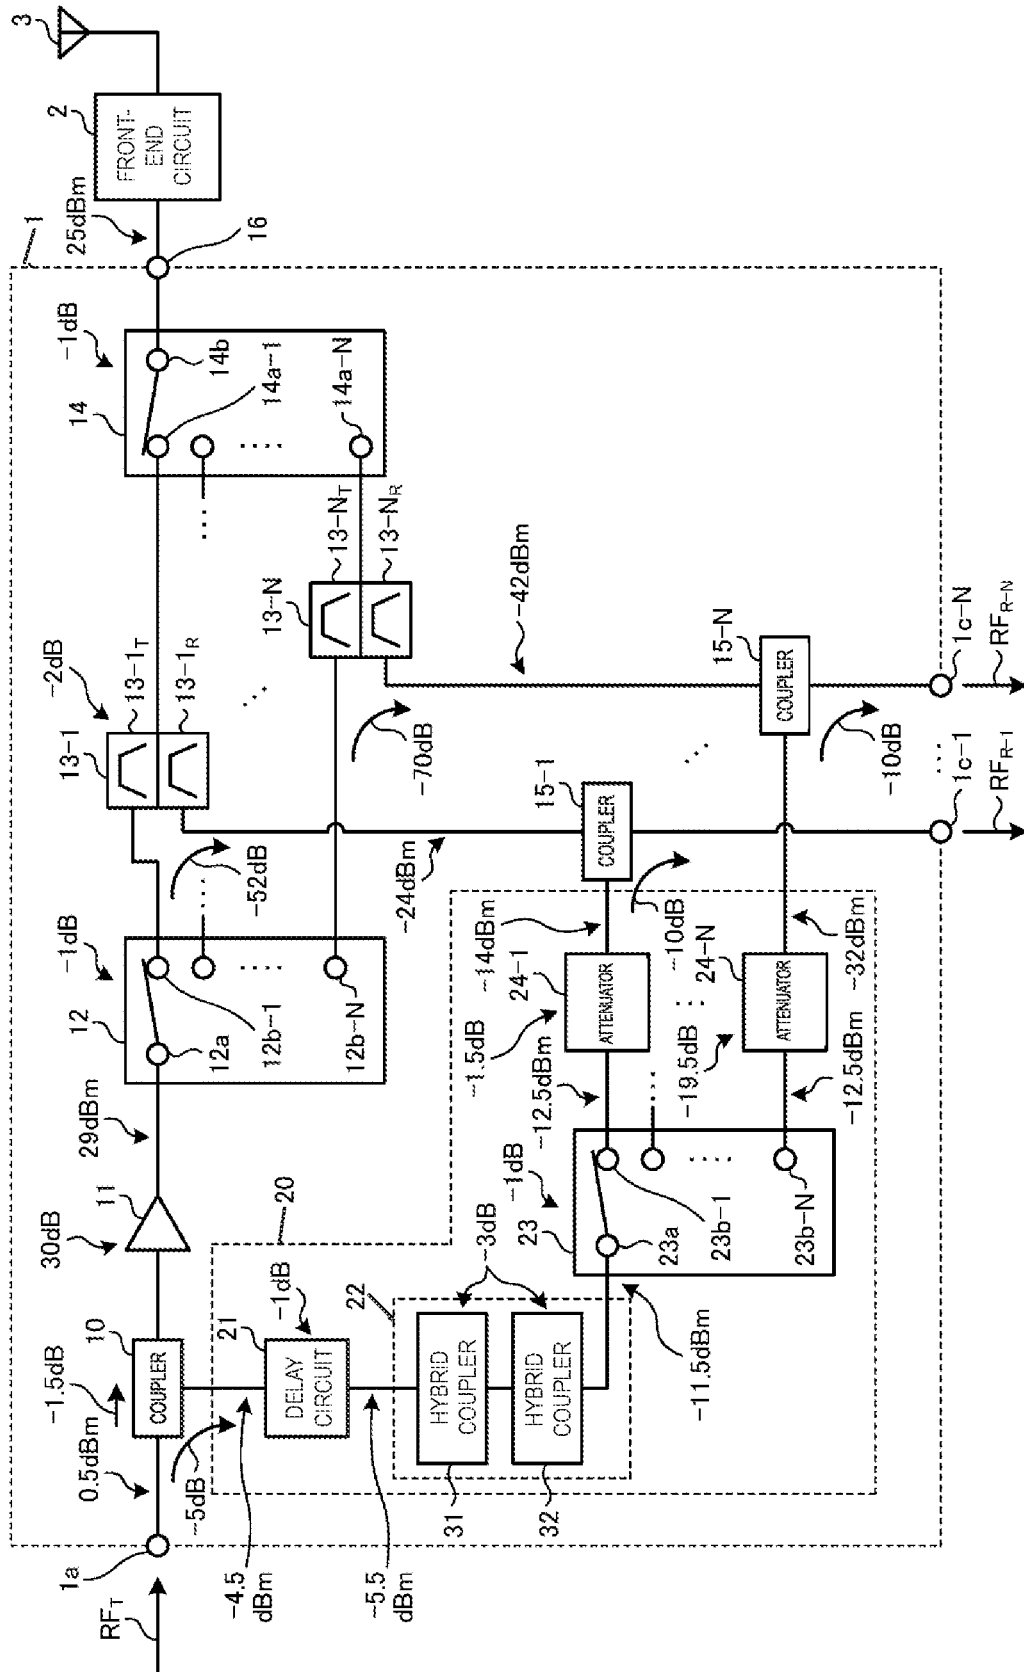 3
2
FRONT-
END
CIRCUIT
25dBm
1
16
-1dB
14
14b
14a-1
14a-N
13-N
13-N_T
13-N_R
-42dBm
-2dB
13-1
13-1_T
13-1_R
-70dB
15-N
COUPLER
-10dB
1c-N
RF_R-N
1c-1
RF_R-1
15-1
COUPLER
-52dB
-24dBm
-10dB
-1dB
12
12a
12b-1
12b-N
-14dBm
24-1
ATTENUATOR
-1.5dB
-12.5dBm
-32dBm
24-N
ATTENUATOR
-19.5dB
-12.5dBm
29dBm
11
30dB
20
-1dB
23
23a
23b-1
23b-N
-3dB
22
HYBRID
COUPLER
31
HYBRID
COUPLER
32
-11.5dBm
-1dB
21
DELAY
CIRCUIT
10
COUPLER
-1.5dB
0.5dBm
-5dB
-4.5
dBm
-5.5
dBm
1a
RF_T